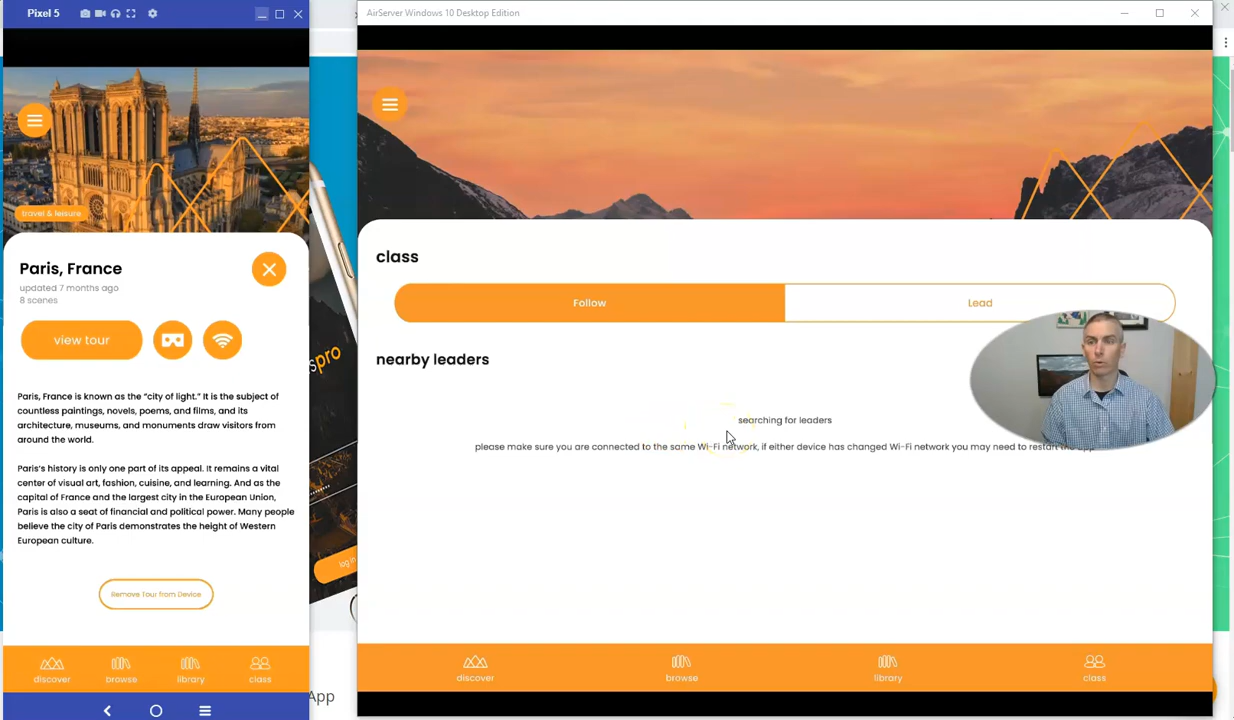 Pixel 5
travel & leisure
Paris, France
updated 7 months ago
8 scenes
view tour
Paris, France is known as the “city of light.” It is the subject of
countless paintings, novels, poems, and films, and its
architecture, museums, and monuments draw visitors from
around the world.
Paris's history is only one part of its appeal. It remains a vital
center of visual art, fashion, cuisine, and learning. And as the
capital of France and the largest city in the European Union,
Paris is also a seat of financial and political power. Many people
believe the city of Paris demonstrates the height of Western
European culture.
Remove Tour from Device
discover
browse
library
class
spro
log in
App
AirServer Windows 10 Desktop Edition
class
Follow
Lead
nearby leaders
searching for leaders
please make sure you are connected to the same Wi-Fi network, if either device has changed Wi-Fi network you may need to restart the app
discover
browse
library
class